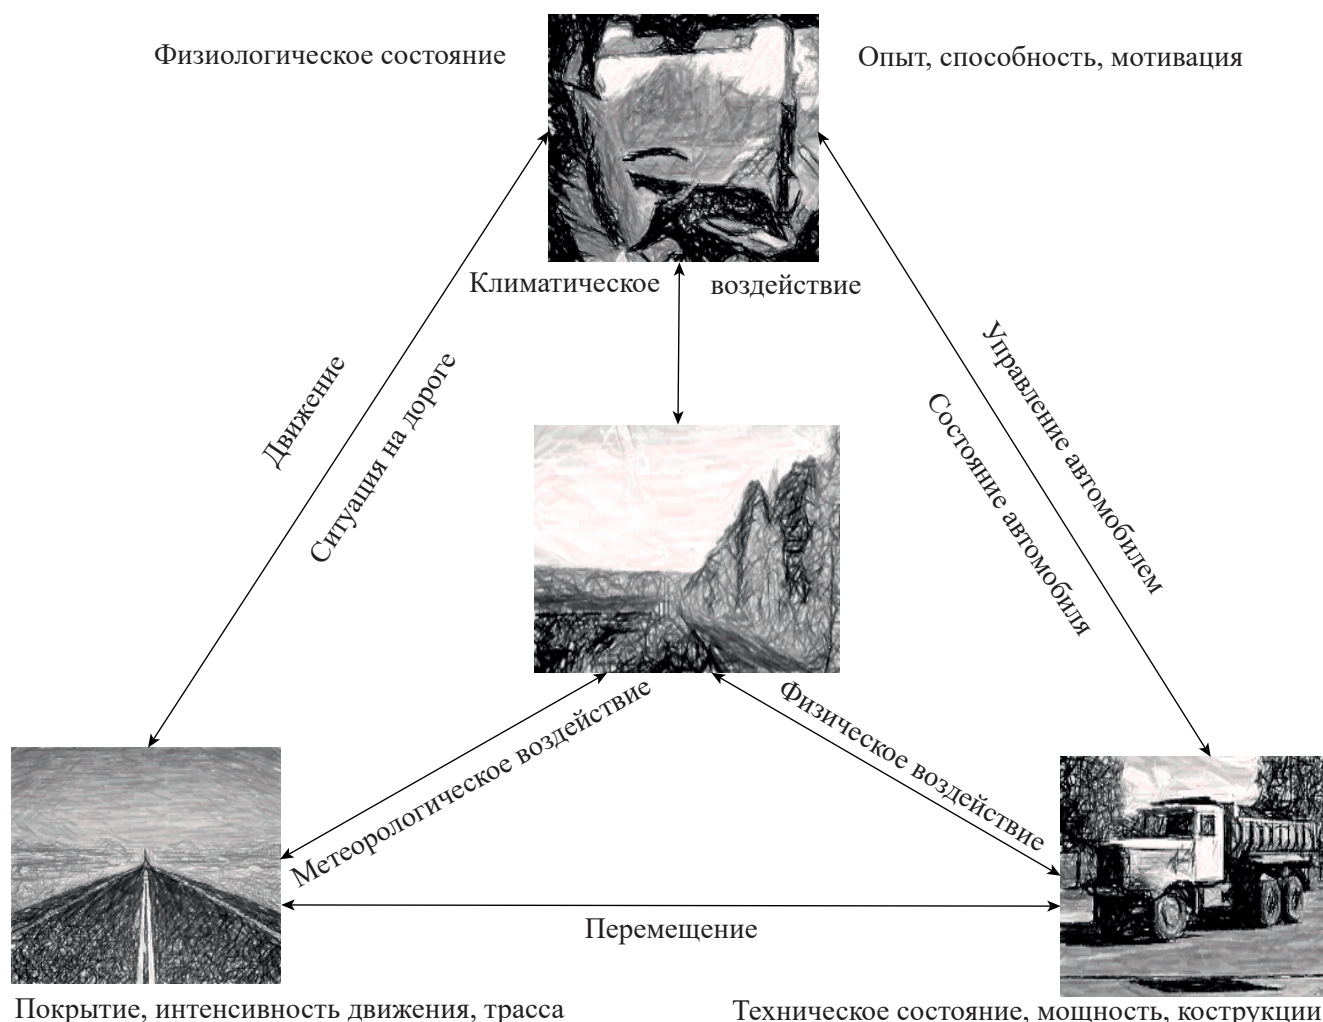 Физиологическое состояние
Опыт, способность, мотивация
Климатическое воздействие
Движение
Ситуация на дороге
Управление автомобилем
Состояние автомобиля
Метеорологическое воздействие
Физическое воздействие
Перемещение
Покрытие, интенсивность движения, трасса
Техническое состояние, мощность, кострукции